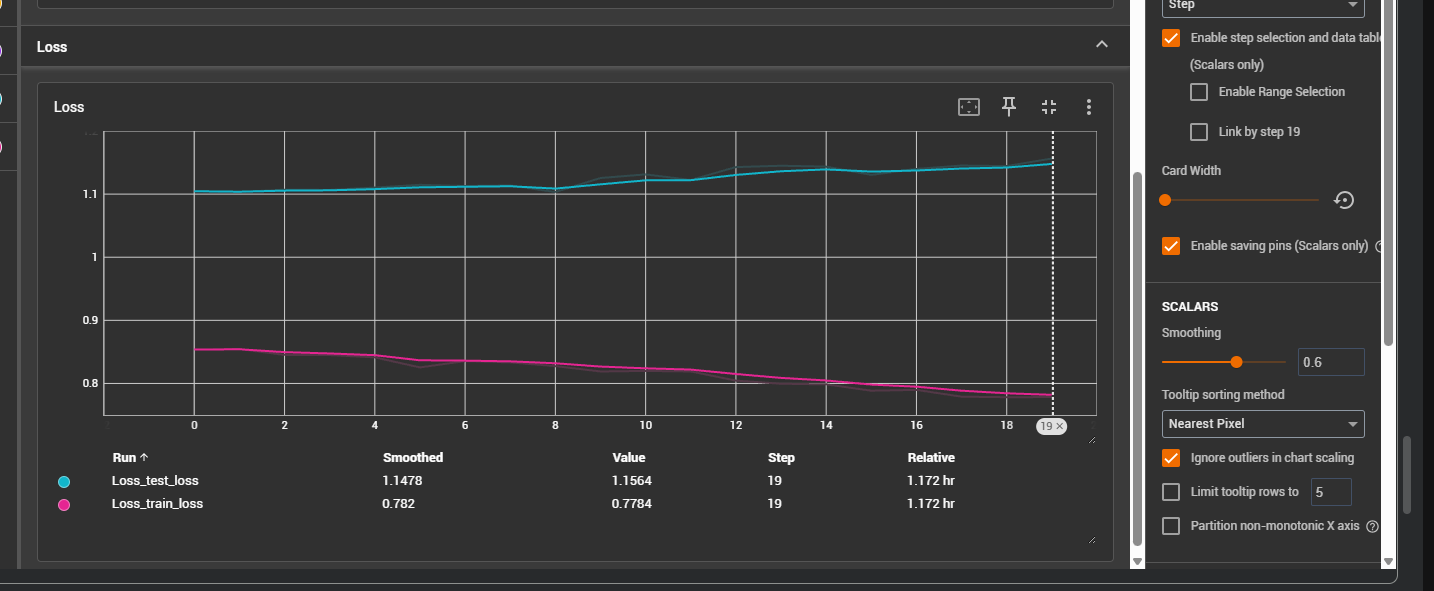 Step
Loss
Enable step selection and data table
(Scalars only)
Enable Range Selection
Loss
Link by step 19
Card Width
1.1
Enable saving pins (Scalars only)
1
SCALARS
0.9
Smoothing
0.6
0.8
Tooltip sorting method
0 2 4 6 8 10 12 14 16 18 19 ×
Nearest Pixel
Run ↑ Smoothed Value Step Relative
Ignore outliers in chart scaling
Loss_test_loss 1.1478 1.1564 19 1.172 hr
Limit tooltip rows to 5
Loss_train_loss 0.782 0.7784 19 1.172 hr
Partition non-monotonic X axis ?